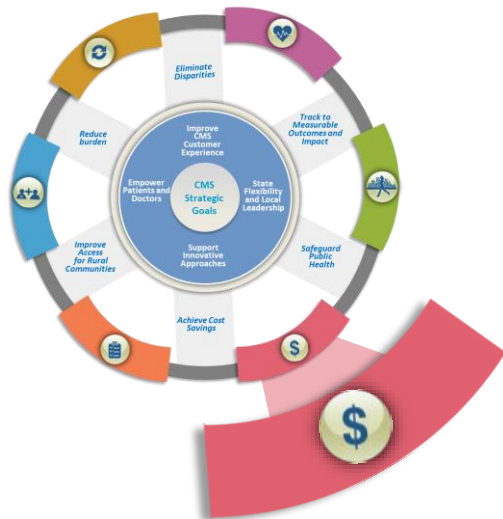 Eliminate
Disparities
Reduce
burden
Track to
Measurable
Outcomes and
Impact
Improve
CMS
Customer
Experience
Empower
Patients and
Doctors
CMS
Strategic
Goals
State
Flexibility
and Local
Leadership
Support
Innovative
Approaches
Improve
Access
for Rural
Communities
Safeguard
Public
Health
Achieve Cost
Savings
$
$